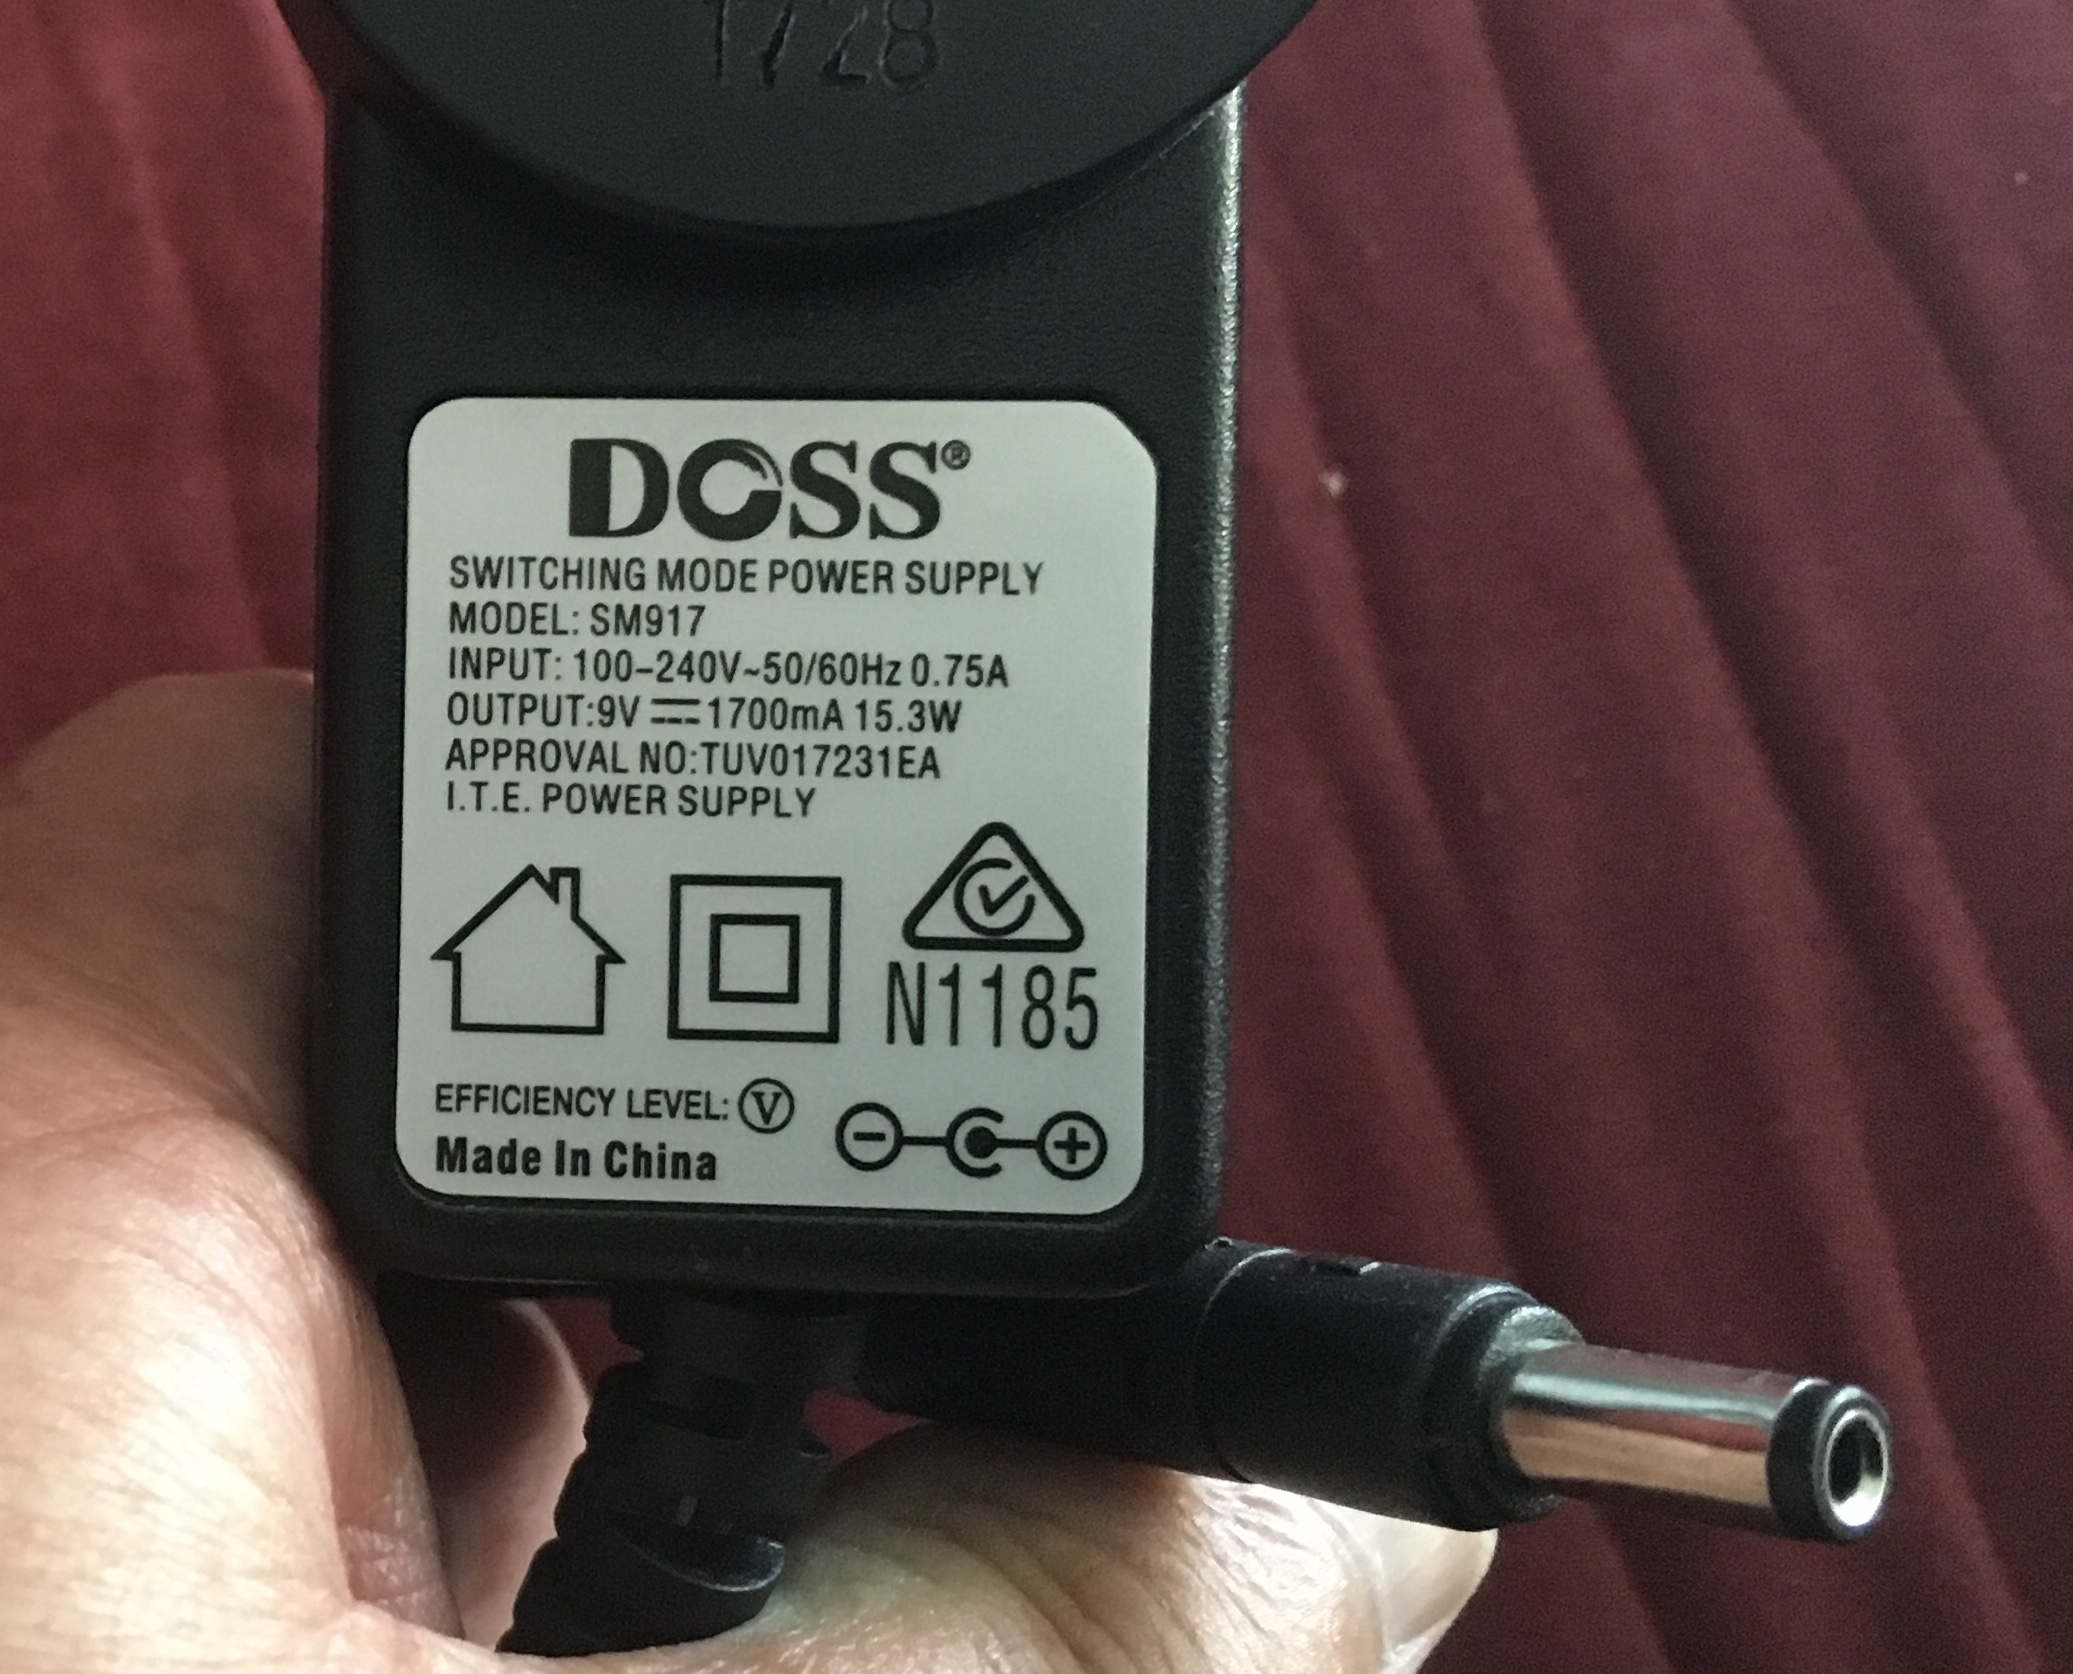 1728
DOSS®
SWITCHING MODE POWER SUPPLY
MODEL: SM917
INPUT: 100-240V~50/60Hz 0.75A
OUTPUT:9V ⎓ 1700mA 15.3W
APPROVAL NO:TUV017231EA
I.T.E. POWER SUPPLY
N1185
EFFICIENCY LEVEL: Ⓥ
Made In China